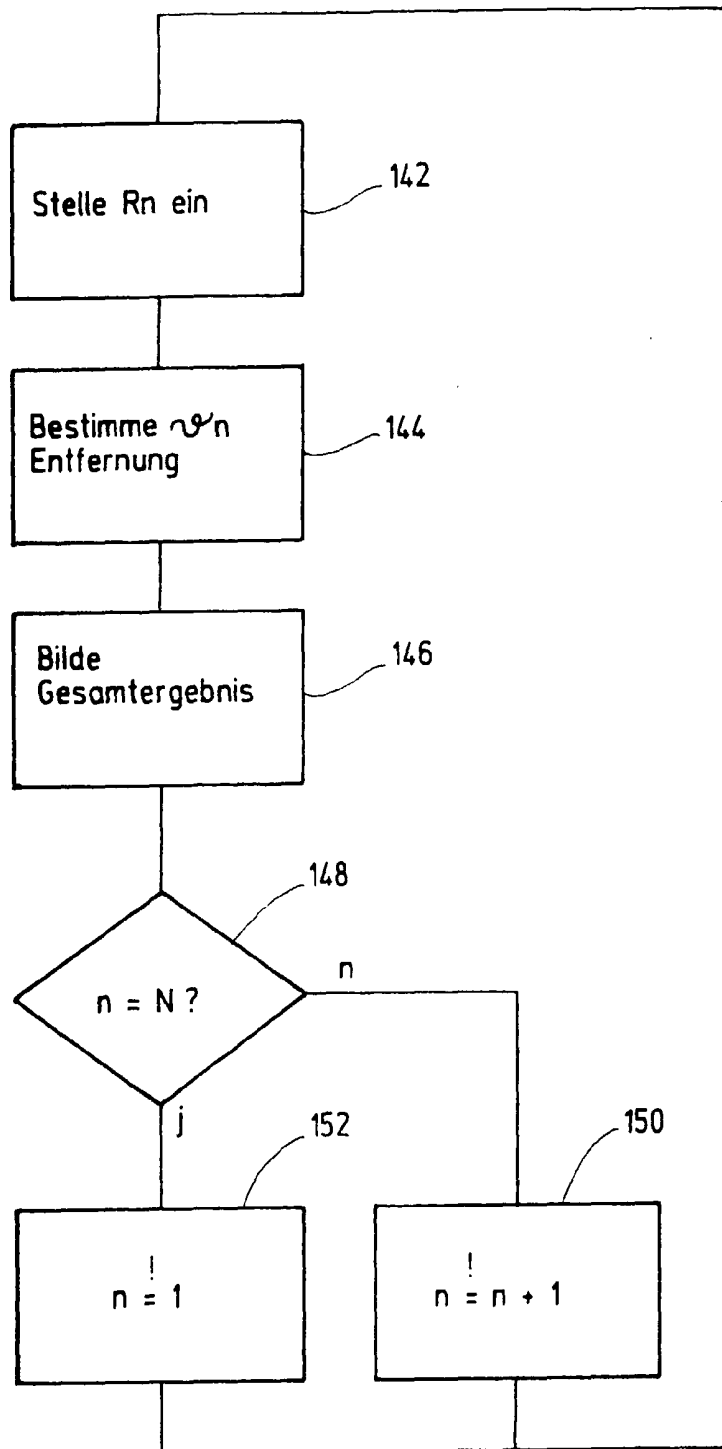 Stelle Rn ein
142
Bestimme ϑn
Entfernung
144
Bilde
Gesamtergebnis
146
148
n = N ?
n
j
152
150
!
n = 1
!
n = n + 1